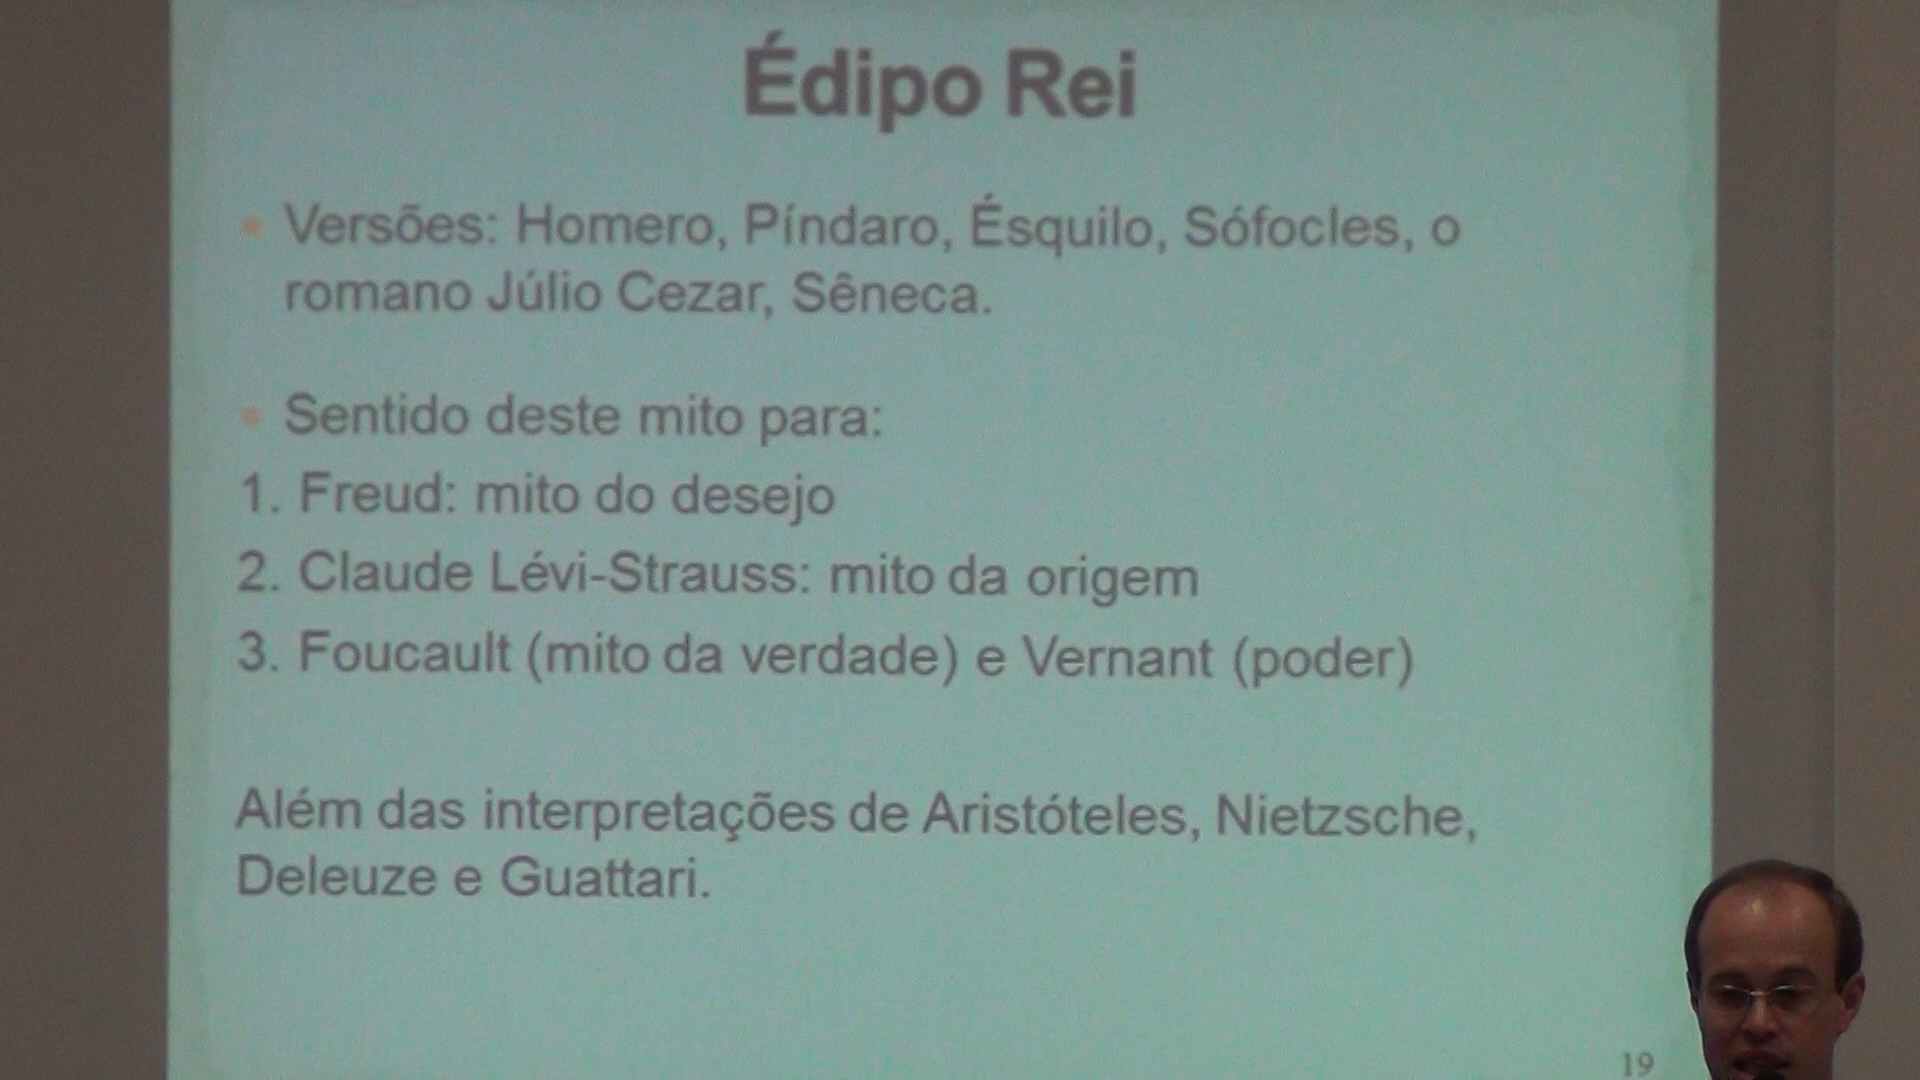 Édipo Rei
• Versões: Homero, Píndaro, Ésquilo, Sófocles, o
romano Júlio Cezar, Sêneca.
• Sentido deste mito para:
1. Freud: mito do desejo
2. Claude Lévi-Strauss: mito da origem
3. Foucault (mito da verdade) e Vernant (poder)
Além das interpretações de Aristóteles, Nietzsche,
Deleuze e Guattari.
19